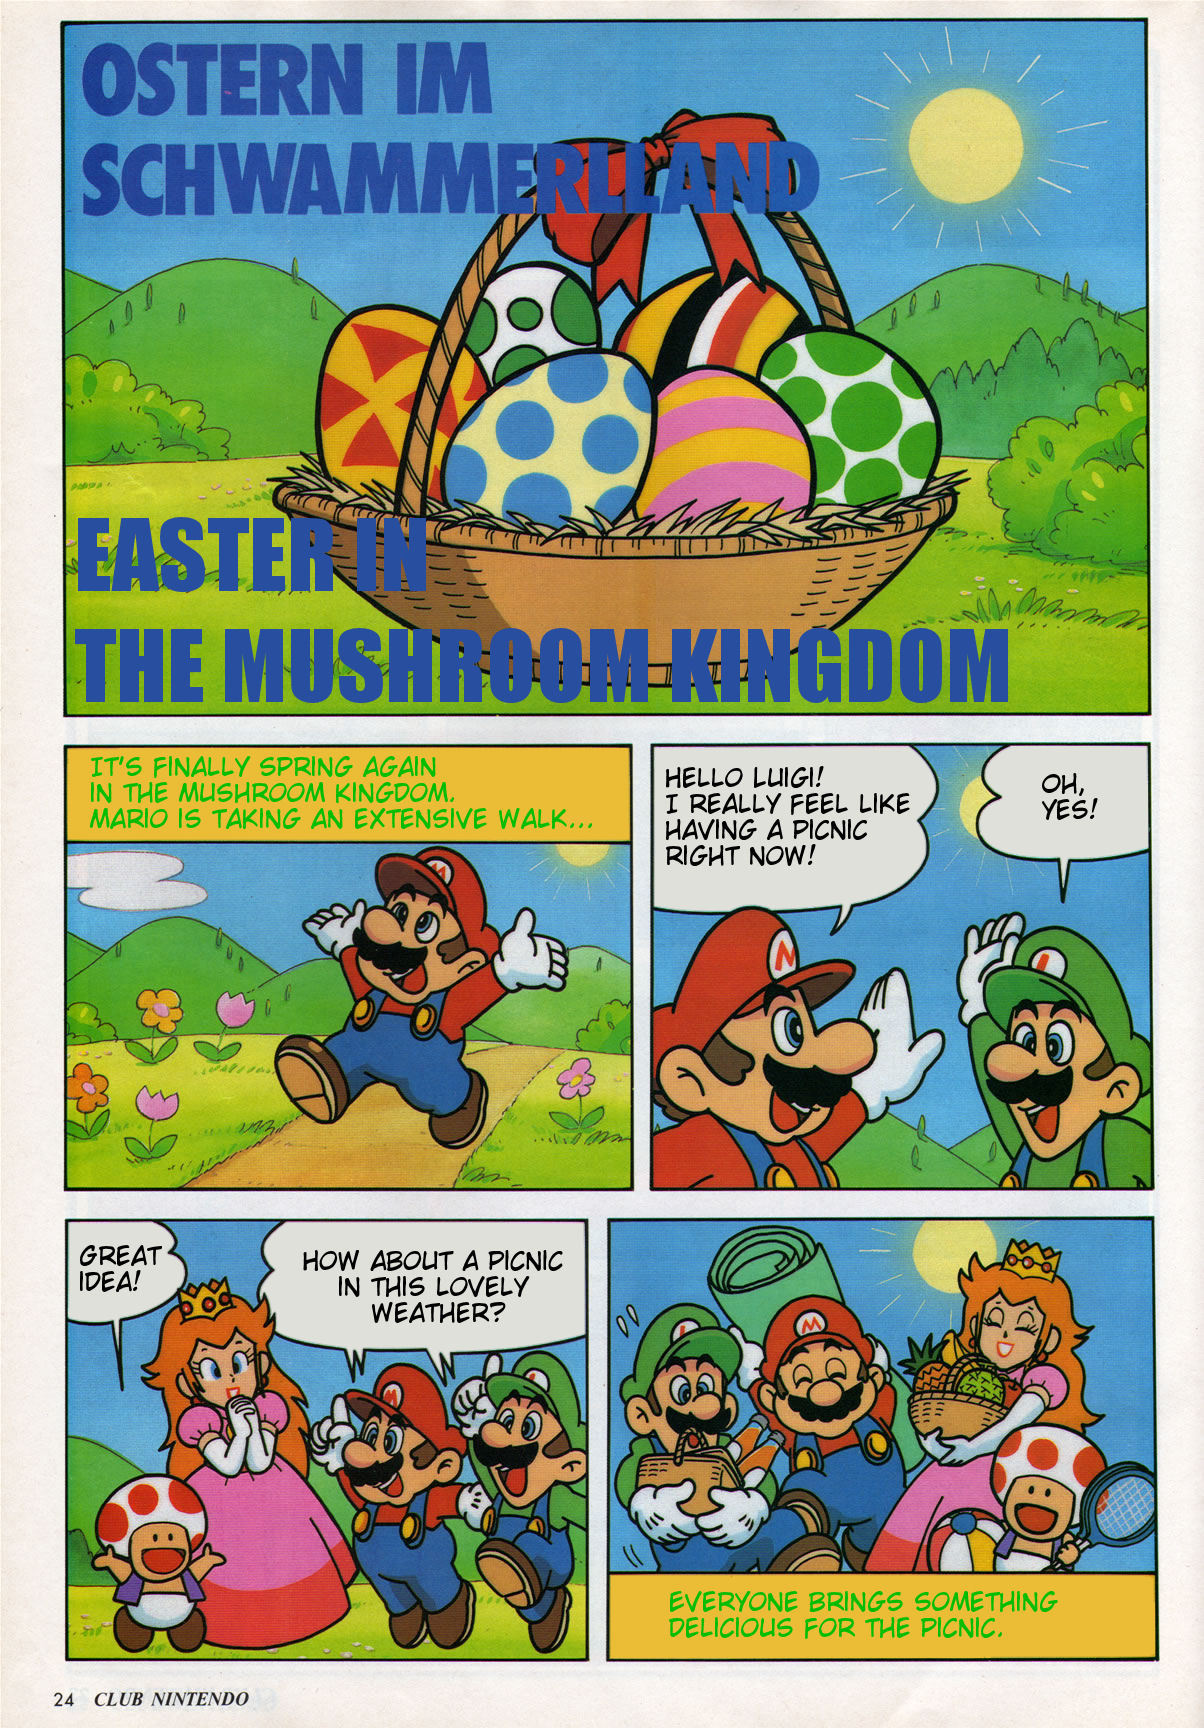 OSTERN IM
SCHWAMMERLLAND
EASTER IN
THE MUSHROOM KINGDOM
IT'S FINALLY SPRING AGAIN
IN THE MUSHROOM KINGDOM.
MARIO IS TAKING AN EXTENSIVE WALK...
HELLO LUIGI!
I REALLY FEEL LIKE
HAVING A PICNIC
RIGHT NOW!
OH,
YES!
M
M
L
GREAT
IDEA!
HOW ABOUT A PICNIC
IN THIS LOVELY
WEATHER?
M
L
L
M
EVERYONE BRINGS SOMETHING
DELICIOUS FOR THE PICNIC.
24 CLUB NINTENDO